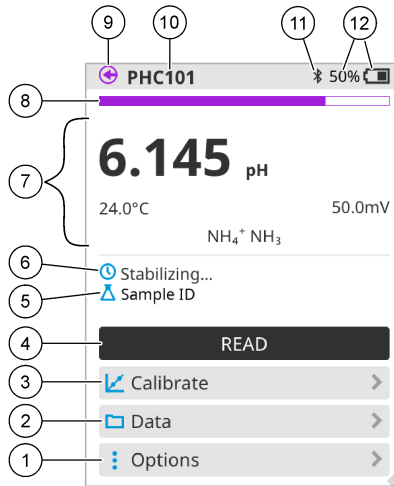 9 10 11 12
PHC101 50%
8
7
6.145 pH
24.0°C 50.0mV
NH₄⁺ NH₃
6 Stabilizing...
5 Sample ID
4 READ
3 Calibrate
2 Data
1 Options